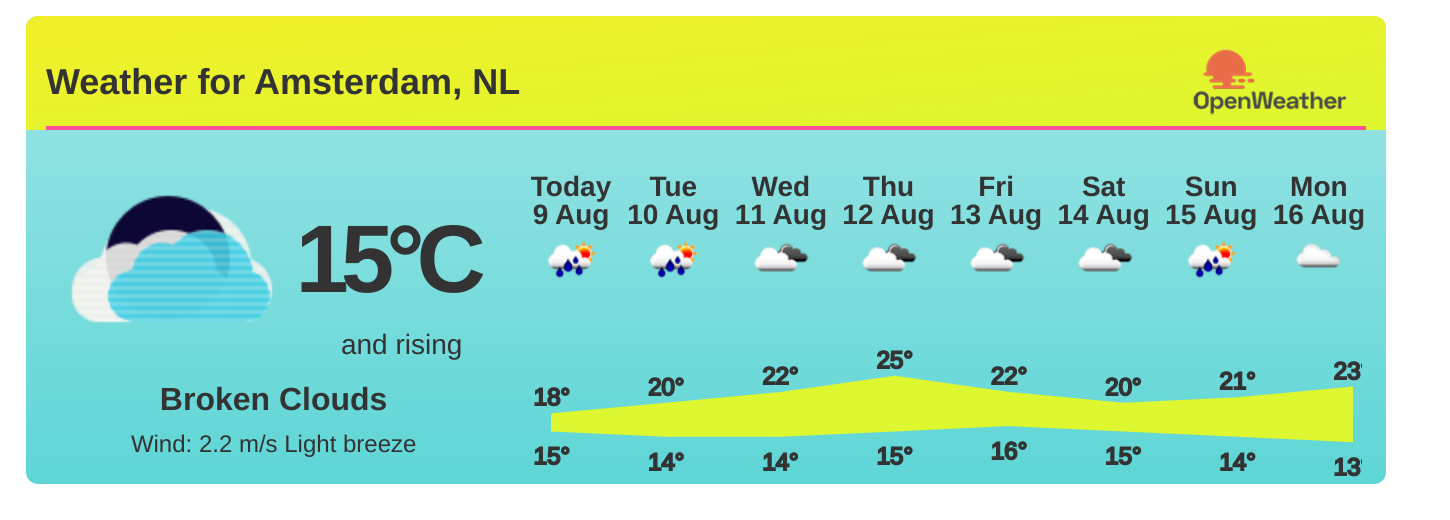 Weather for Amsterdam, NL
OpenWeather
Today Tue Wed Thu Fri Sat Sun Mon
9 Aug 10 Aug 11 Aug 12 Aug 13 Aug 14 Aug 15 Aug 16 Aug
15°C
and rising
Broken Clouds
Wind: 2.2 m/s Light breeze
18° 20° 22° 25° 22° 20° 21° 23°
15° 14° 14° 15° 16° 15° 14° 13°